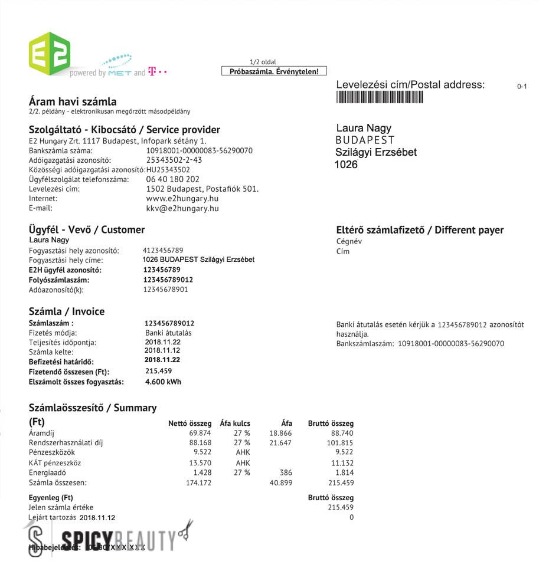 E2
powered by MET and T
1/2 oldal
Próbaszámla. Érvénytelen!
Levelezési cím/Postal address:
0-1
Áram havi számla
2/2. példány - elektronikusan megőrzött másodpéldány
Laura Nagy
BUDAPEST
Szilágyi Erzsébet
1026
Szolgáltató - Kibocsátó / Service provider
E2 Hungary Zrt. 1117 Budapest, Infopark sétány 1.
Bankszámla száma: 10918001-00000083-56290070
Adóigazgatási azonosító: 25343502-2-43
Közösségi adóigazgatási azonosító: HU25343502
Ügyfélszolgálat telefonszáma: 06 40 180 202
Levelezési cím: 1502 Budapest, Postafiók 501.
Internet: www.e2hungary.hu
E-mail: kkv@e2hungary.hu
Ügyfél - Vevő / Customer
Laura Nagy
Fogyasztási hely azonosító: 4123456789
Fogyasztási hely címe: 1026 BUDAPEST Szilágyi Erzsébet
E2H ügyfél azonosító: 123456789
Folyószámlaszám: 123456789012
Adóazonosító(k): 12345678901
Eltérő számlafizető / Different payer
Cégnév
Cím
Számla / Invoice
Számlaszám : 123456789012
Fizetés módja: Banki átutalás
Teljesítés időpontja: 2018.11.22
Számla kelte: 2018.11.12
Befizetési határidő: 2018.11.22
Fizetendő összesen (Ft): 215.459
Elszámolt összes fogyasztás: 4.600 kWh
Banki átutalás esetén kérjük a 123456789012 azonosítót
használja.
Bankszámlaszám: 10918001-00000083-56290070
Számlaösszesítő / Summary
(Ft) Nettó összeg Áfa kulcs Áfa Bruttó összeg
Áramdíj 69.874 27 % 18.866 88.740
Rendszerhasználati díj 88.168 27 % 21.647 101.815
Pénzeszközök 9.522 AHK 9.522
KÁT pénzeszköz 13.570 AHK 11.132
Energiaadó 1.428 27 % 386 1.814
Számla összesen: 174.172 40.899 215.459
Egyenleg (Ft) Bruttó összeg
Jelen számla értéke 215.459
Lejárt tartozás 2018.11.12 0
SPICYBEAUTY